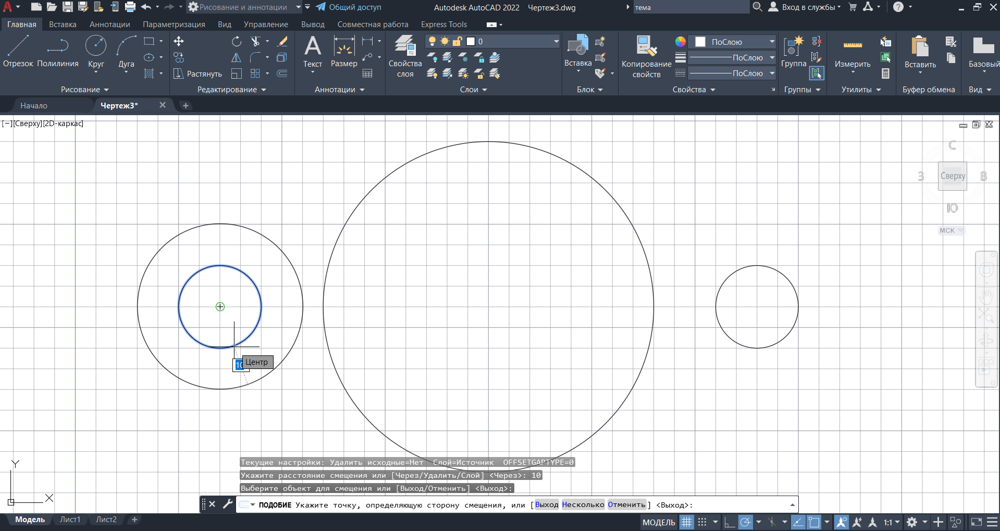 Рисование и аннотации
Общий доступ
Autodesk AutoCAD 2022 Чертеж3.dwg
тема
Вход в службы
Главная Вставка Аннотации Параметризация Вид Управление Вывод Совместная работа Express Tools
0
ПоСлою
ПоСлою
ПоСлою
Отрезок Полилиния Круг Дуга
Растянуть
Текст Размер
Свойства слоя
Вставка
Копирование свойств
Группа
Измерить
Вставить
Базовый
Рисование Редактирование Аннотации Слои Блок Свойства Группы Утилиты Буфер обмена Вид
Начало Чертеж3*
[−][Сверху][2D-каркас]
С
З Сверху В
Ю
МСК
10 Центр
Y
X
Текущие настройки: Удалить исходные=Нет Слой=Источник OFFSETGAPTYPE=0
Укажите расстояние смещения или [Через/Удалить/Слой] <Через>: 10
Выберите объект для смещения или [Выход/Отменить] <Выход>:
ПОДОБИЕ Укажите точку, определяющую сторону смещения, или [Выход Несколько Отменить] <Выход>:
Модель Лист1 Лист2
МОДЕЛЬ
1:1